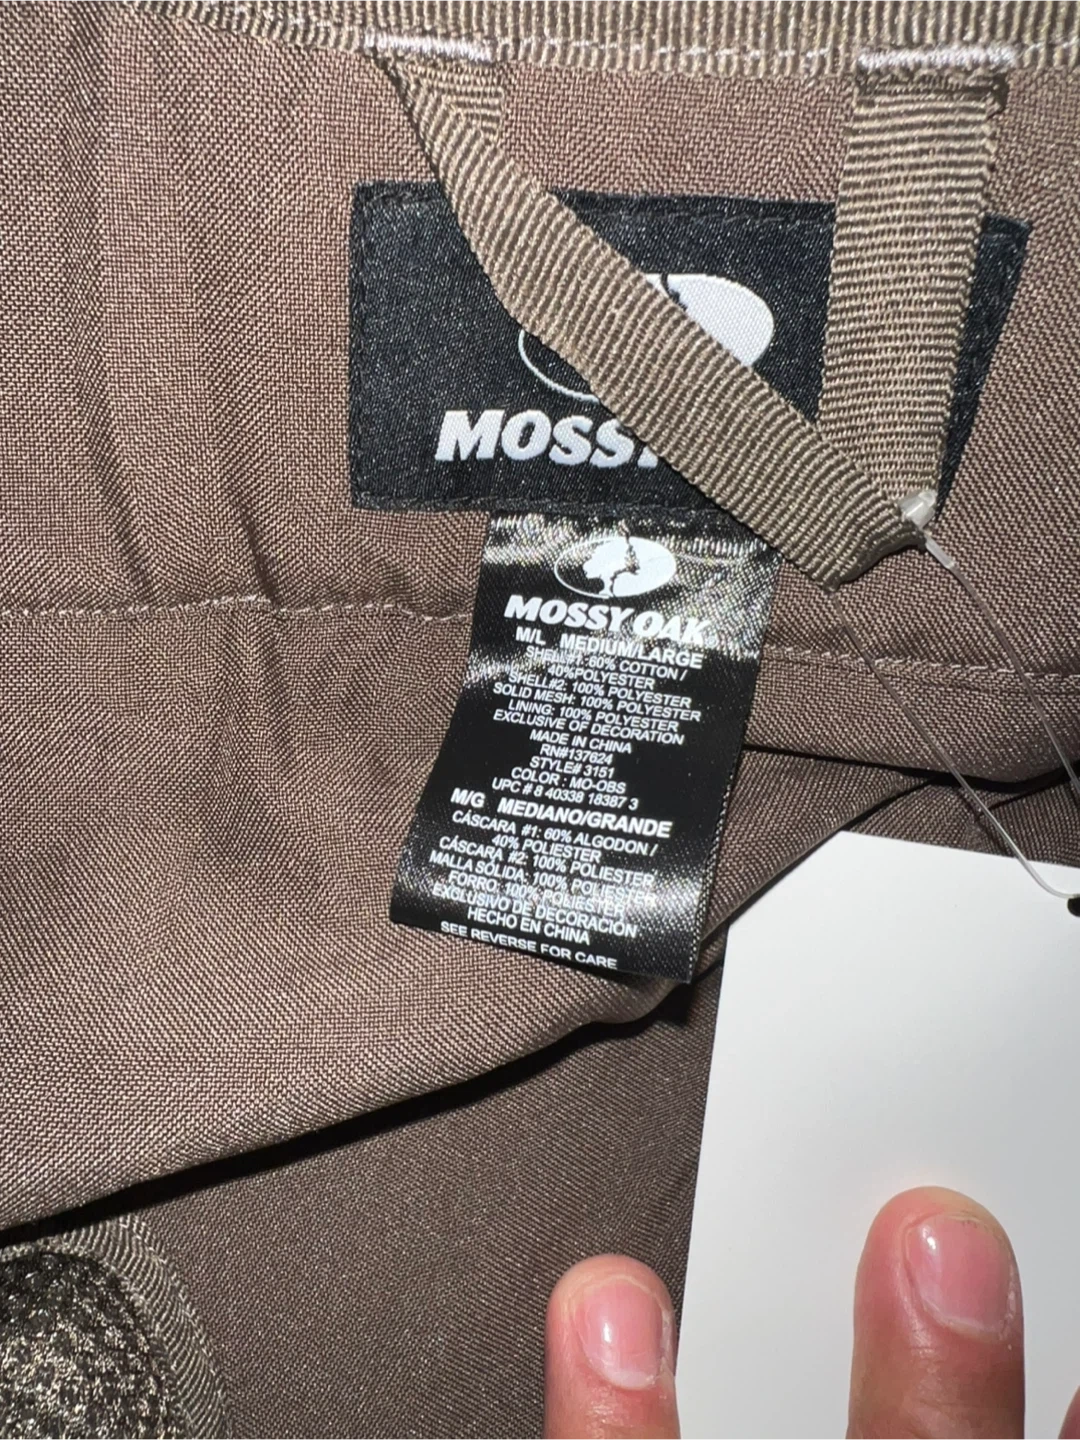 MOSSY
MOSSY OAK
M/L MEDIUM/LARGE
SHELL#1: 60% COTTON /
40%POLYESTER
SHELL#2: 100% POLYESTER
SOLID MESH: 100% POLYESTER
LINING: 100% POLYESTER
EXCLUSIVE OF DECORATION
MADE IN CHINA
RN#137624
STYLE# 3151
COLOR : MO-OBS
UPC # 8 40338 18387 3
M/G MEDIANO/GRANDE
CÁSCARA #1: 60% ALGODON /
40% POLIESTER
CÁSCARA #2: 100% POLIESTER
MALLA SÓLIDA: 100% POLIESTER
FORRO: 100% POLIESTER
EXCLUSIVO DE DECORACIÓN
HECHO EN CHINA
SEE REVERSE FOR CARE